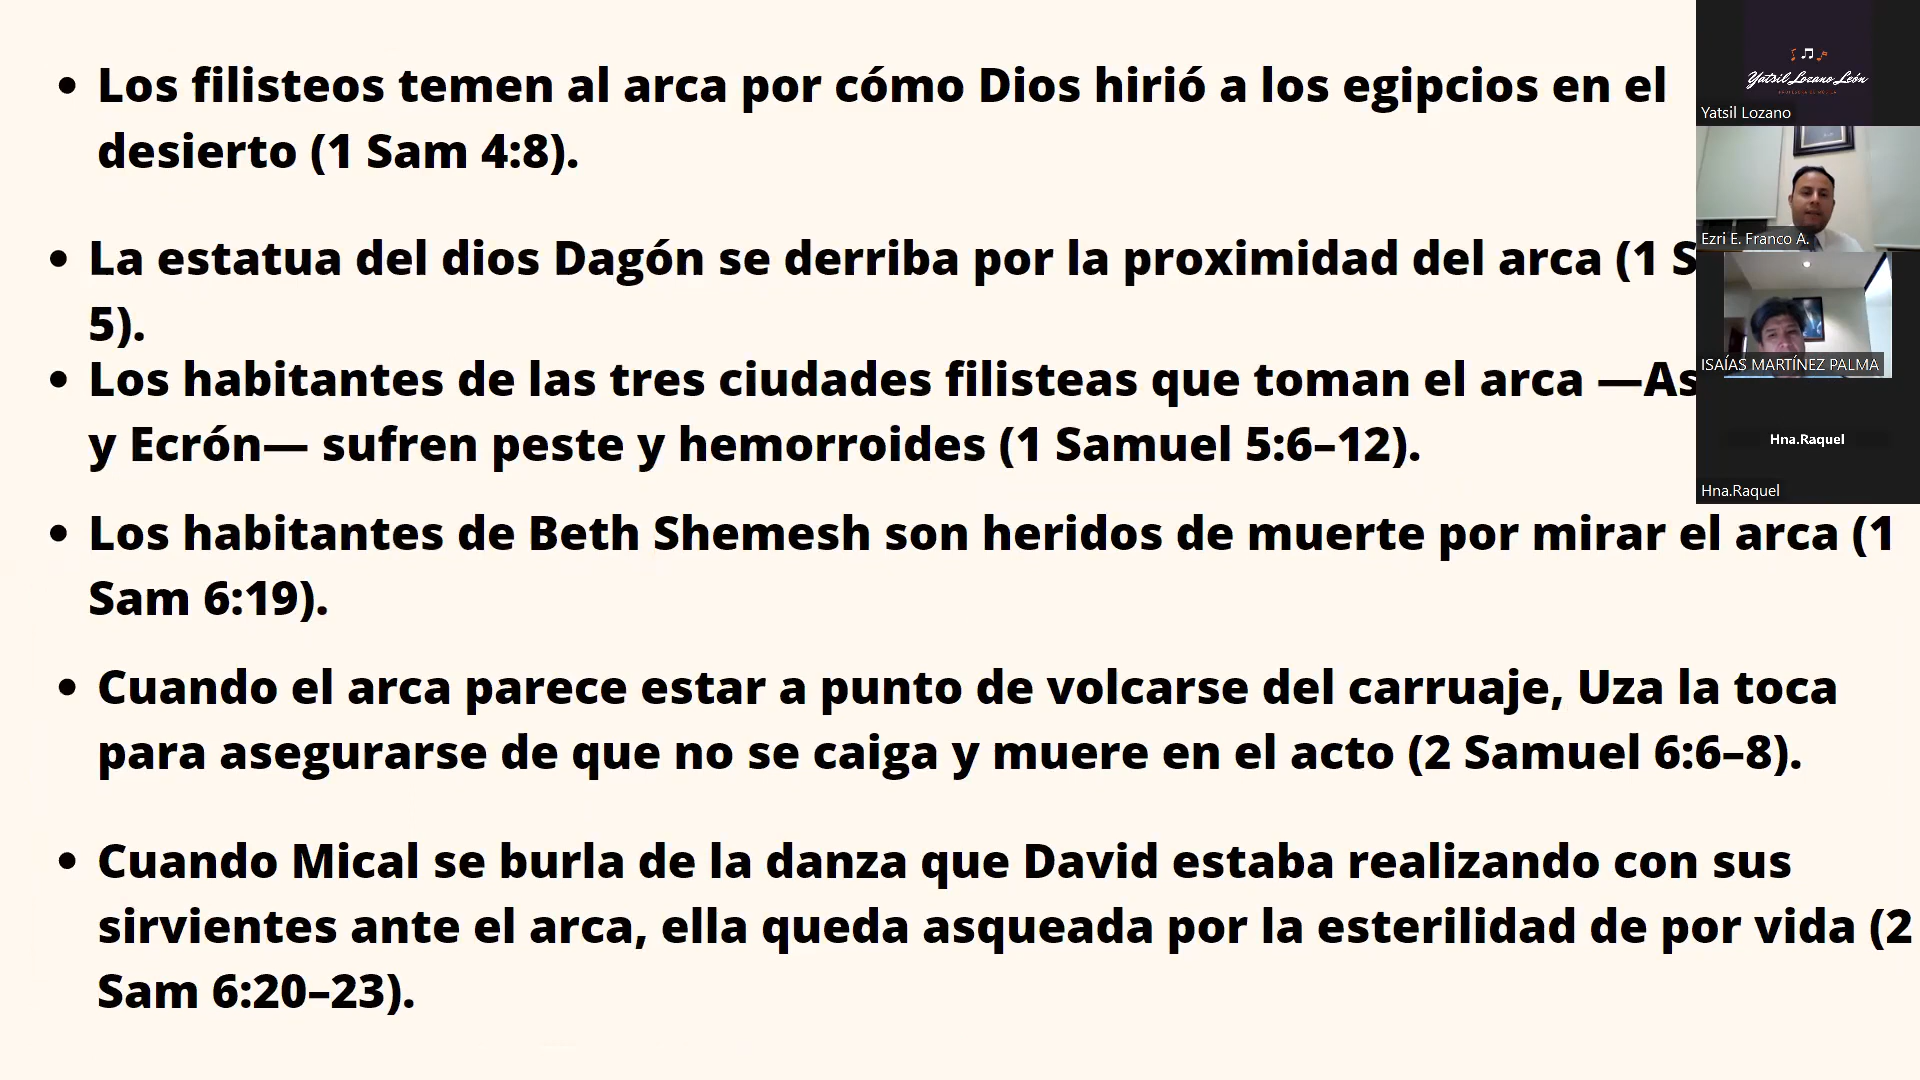 • Los filisteos temen al arca por cómo Dios hirió a los egipcios en el
desierto (1 Sam 4:8).
• La estatua del dios Dagón se derriba por la proximidad del arca (1 S
5).
• Los habitantes de las tres ciudades filisteas que toman el arca —As
y Ecrón— sufren peste y hemorroides (1 Samuel 5:6–12).
• Los habitantes de Beth Shemesh son heridos de muerte por mirar el arca (1
Sam 6:19).
• Cuando el arca parece estar a punto de volcarse del carruaje, Uza la toca
para asegurarse de que no se caiga y muere en el acto (2 Samuel 6:6–8).
• Cuando Mical se burla de la danza que David estaba realizando con sus
sirvientes ante el arca, ella queda asqueada por la esterilidad de por vida (2
Sam 6:20–23).
Yatsil Lozano León
Yatsil Lozano
Ezri E. Franco A.
ISAÍAS MARTÍNEZ PALMA
Hna.Raquel
Hna.Raquel